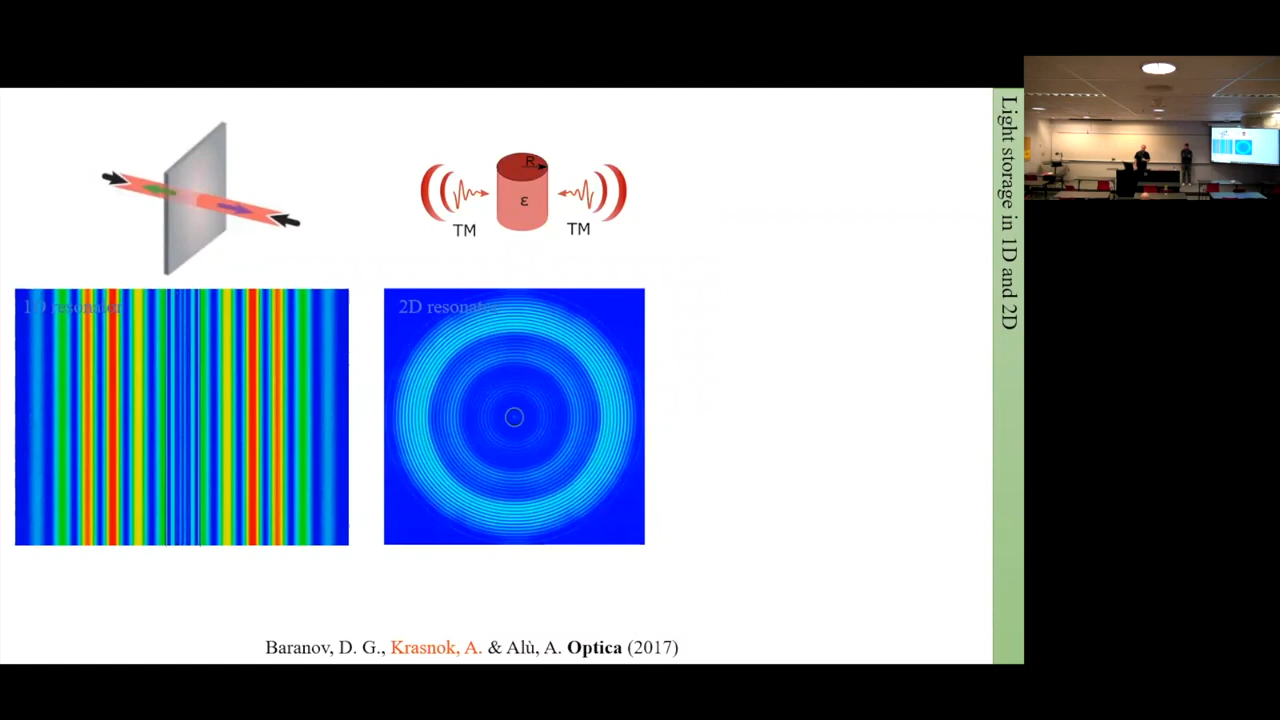 Light storage in 1D and 2D
R
ε
TM
TM
1D resonator
2D resonator
Baranov, D. G., Krasnok, A. & Alù, A. Optica (2017)